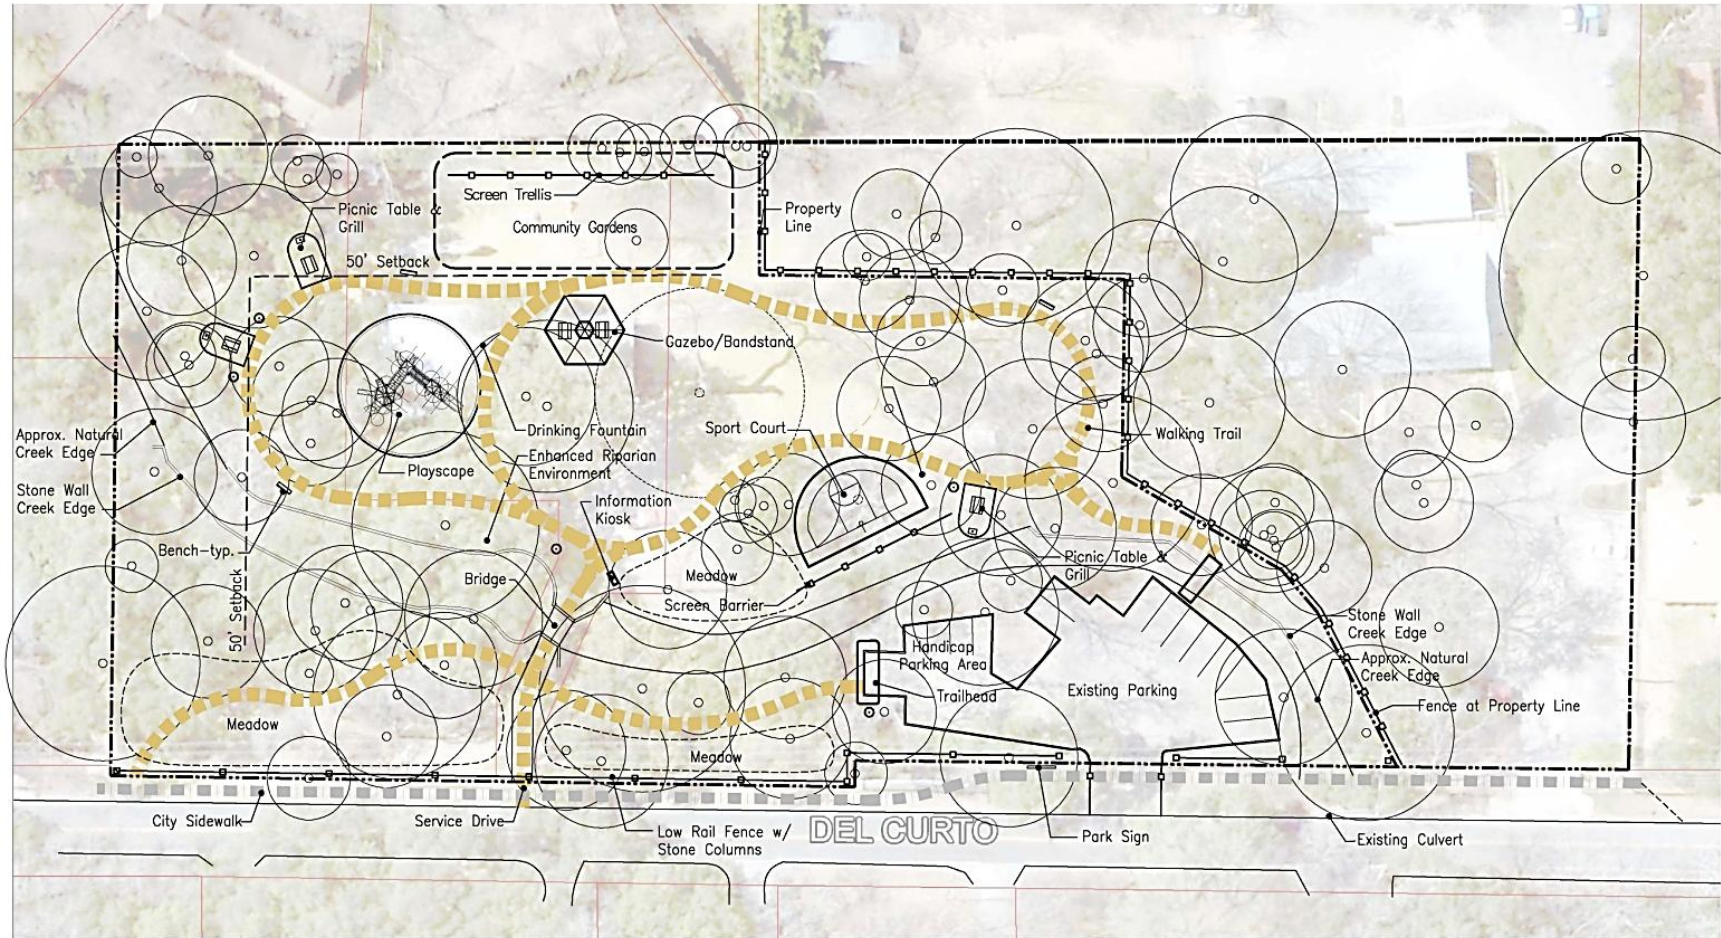 Screen Trellis
Picnic Table &
Grill
Community Gardens
Property
Line
50' Setback
Gazebo/Bandstand
Drinking Fountain
Sport Court
Walking Trail
Approx. Natural
Creek Edge
Playscape
Enhanced Riparian
Environment
Stone Wall
Creek Edge
Information
Kiosk
Bench-typ.
50' Setback
Bridge
Meadow
Screen Barrier
Picnic Table &
Grill
Stone Wall
Creek Edge
Handicap
Parking Area
Approx. Natural
Creek Edge
Trailhead
Existing Parking
Fence at Property Line
Meadow
Meadow
City Sidewalk
Service Drive
Low Rail Fence w/
Stone Columns
DEL CURTO
Park Sign
Existing Culvert